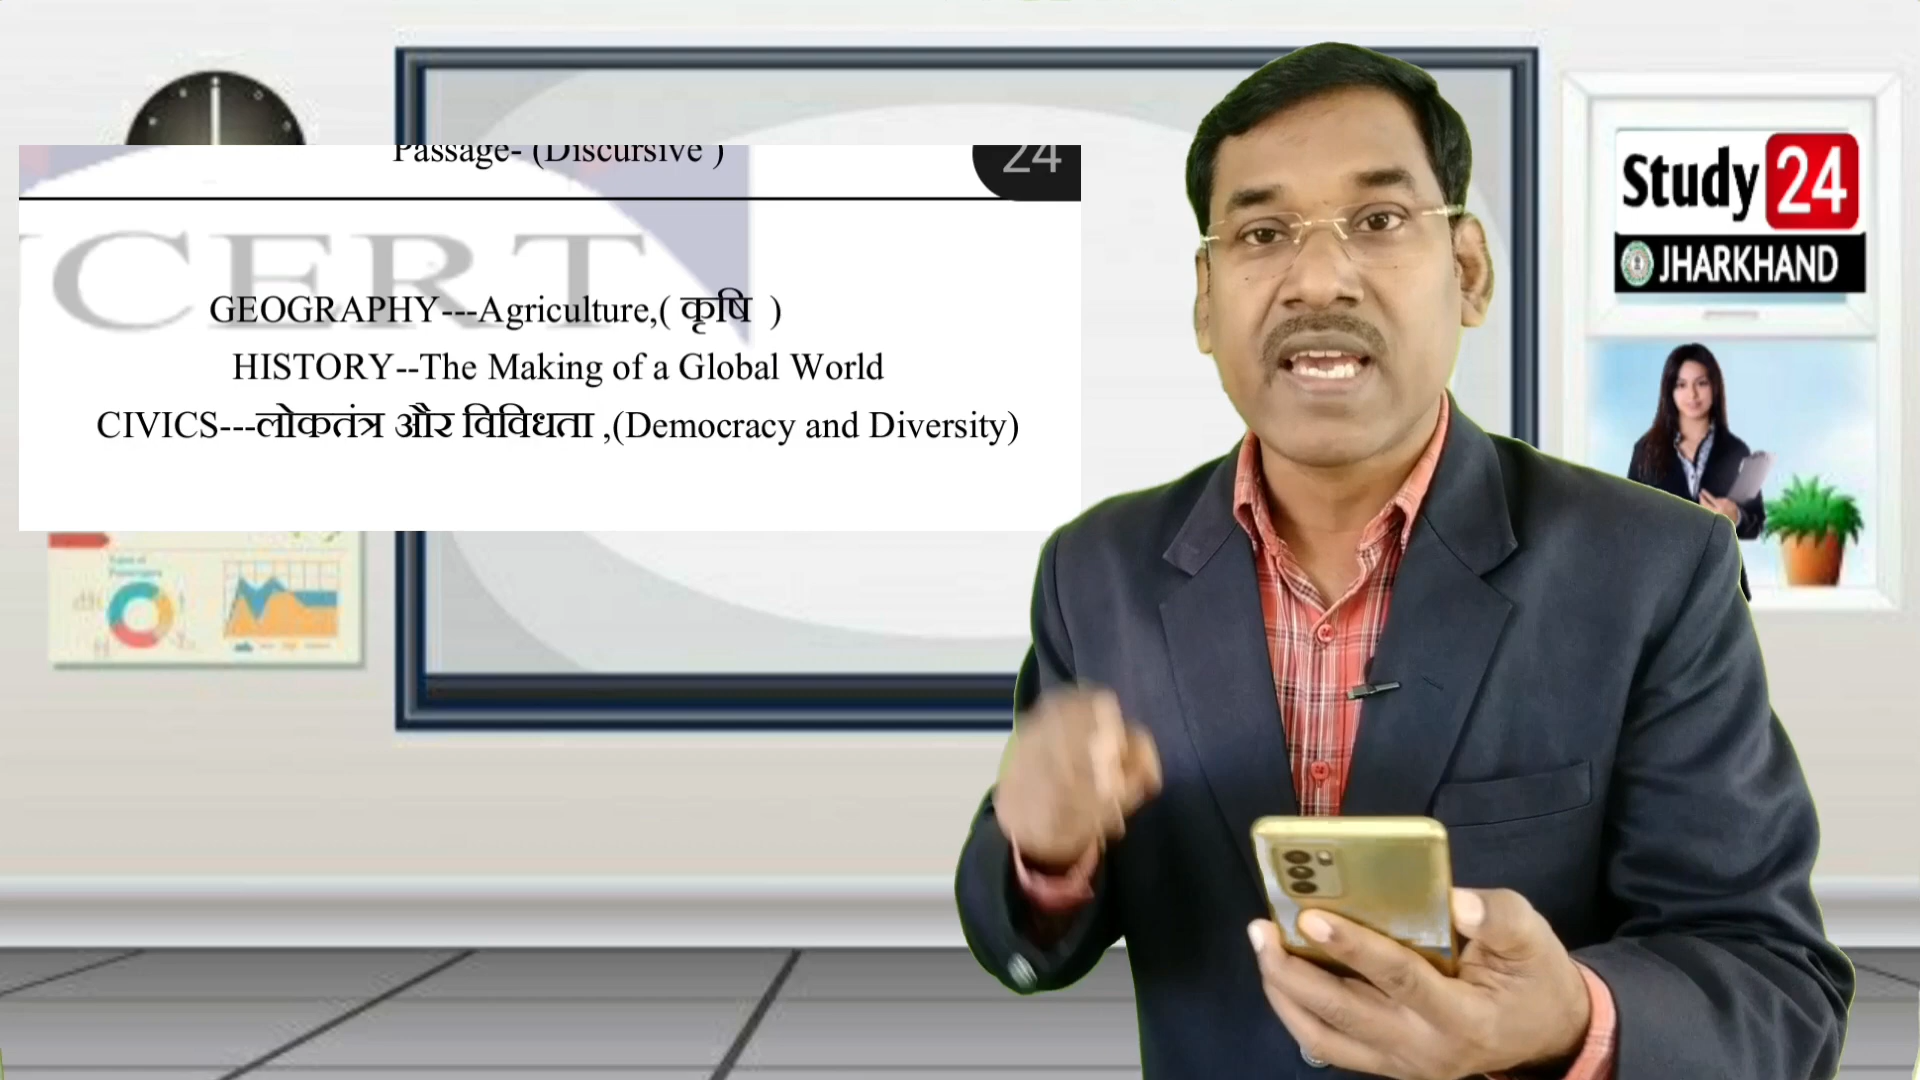 Passage- (Discursive )
24
CERT
GEOGRAPHY---Agriculture,( कृषि )
HISTORY--The Making of a Global World
CIVICS---लोकतंत्र और विविधता ,(Democracy and Diversity)
Study 24
JHARKHAND